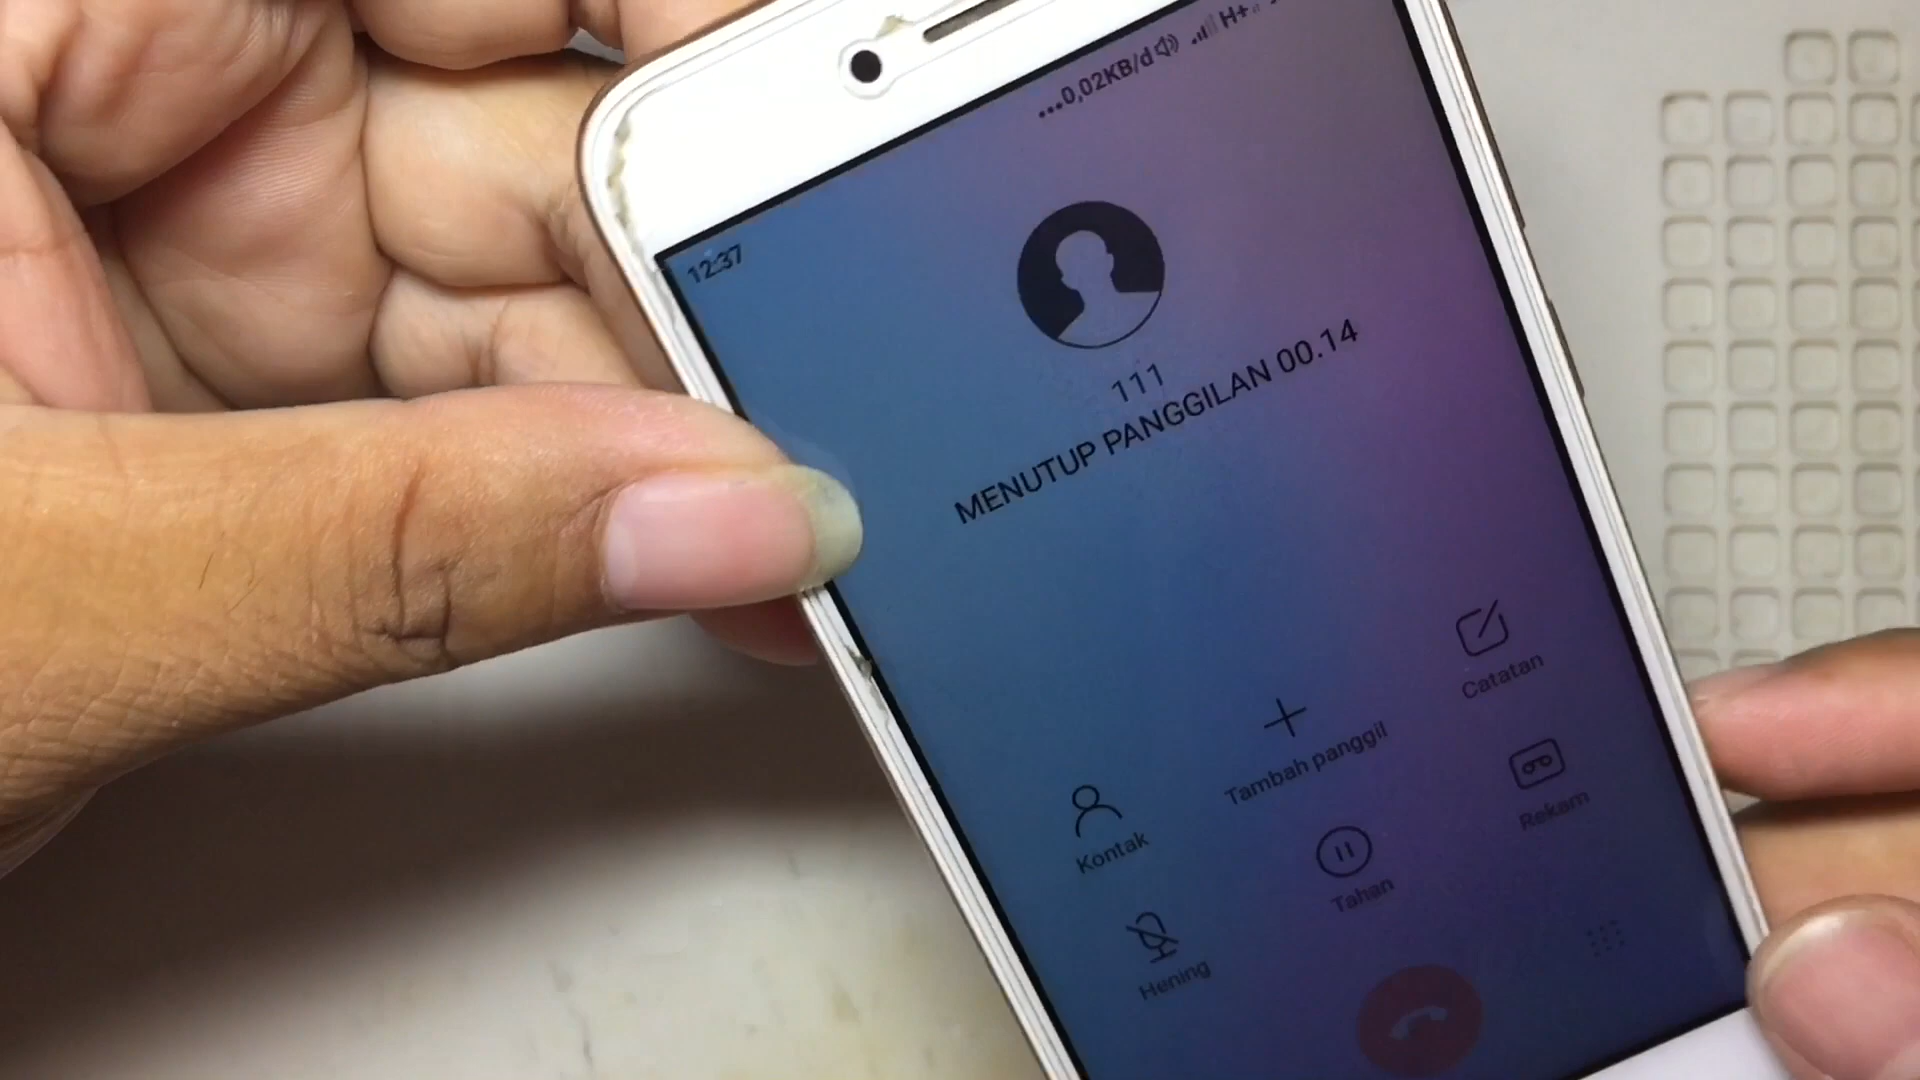 ...0,02KB/d H+
12:37
111
MENUTUP PANGGILAN 00.14
Kontak
Tambah panggil
Catatan
Hening
Tahan
Rekam